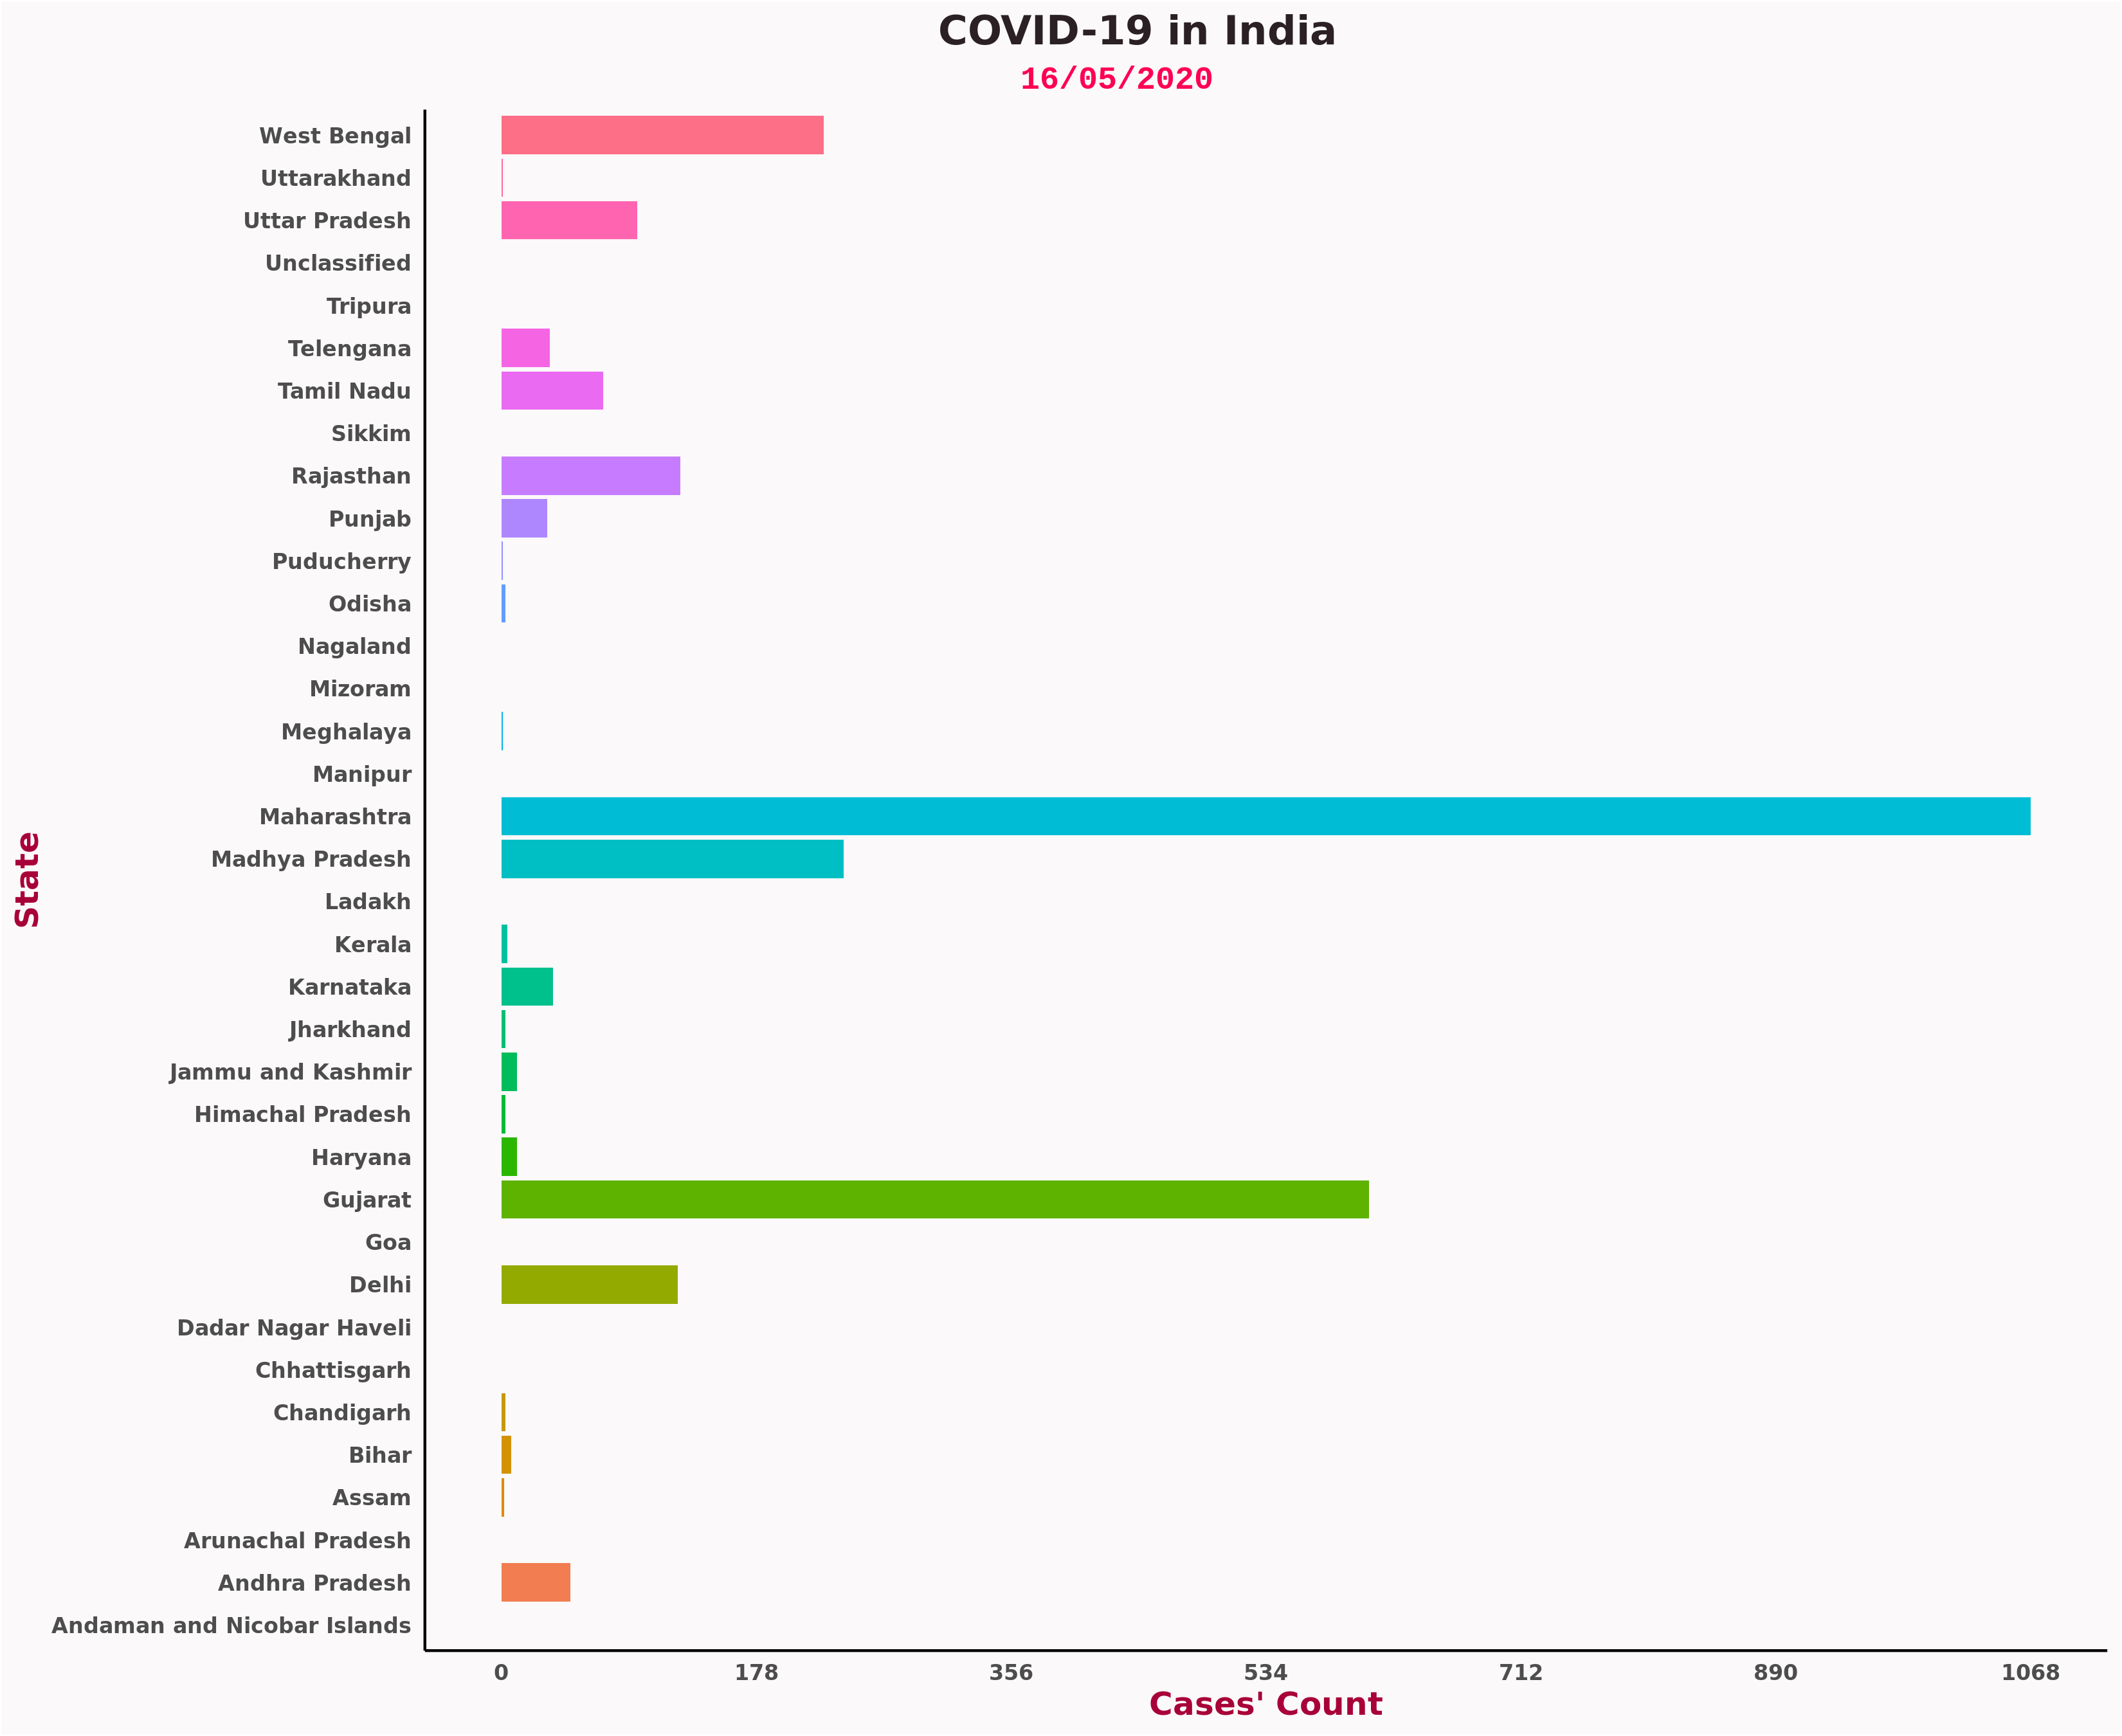 COVID-19 in India
16/05/2020
West Bengal
Uttarakhand
Uttar Pradesh
Unclassified
Tripura
Telengana
Tamil Nadu
Sikkim
Rajasthan
Punjab
Puducherry
Odisha
Nagaland
Mizoram
Meghalaya
Manipur
Maharashtra
Madhya Pradesh
Ladakh
Kerala
Karnataka
Jharkhand
Jammu and Kashmir
Himachal Pradesh
Haryana
Gujarat
Goa
Delhi
Dadar Nagar Haveli
Chhattisgarh
Chandigarh
Bihar
Assam
Arunachal Pradesh
Andhra Pradesh
Andaman and Nicobar Islands
State
0 178 356 534 712 890 1068
Cases' Count